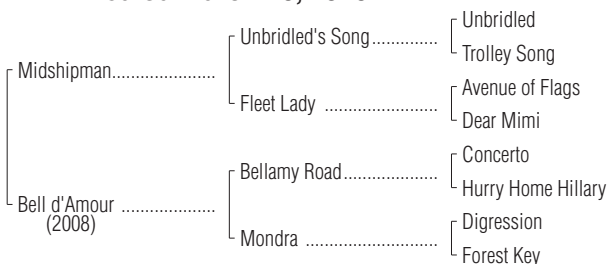 Unbridled
Unbridled's Song.............
Trolley Song
Midshipman......................
Avenue of Flags
Fleet Lady ........................
Dear Mimi
Concerto
Bellamy Road....................
Hurry Home Hillary
Bell d'Amour ....................
(2008)
Digression
Mondra ............................
Forest Key